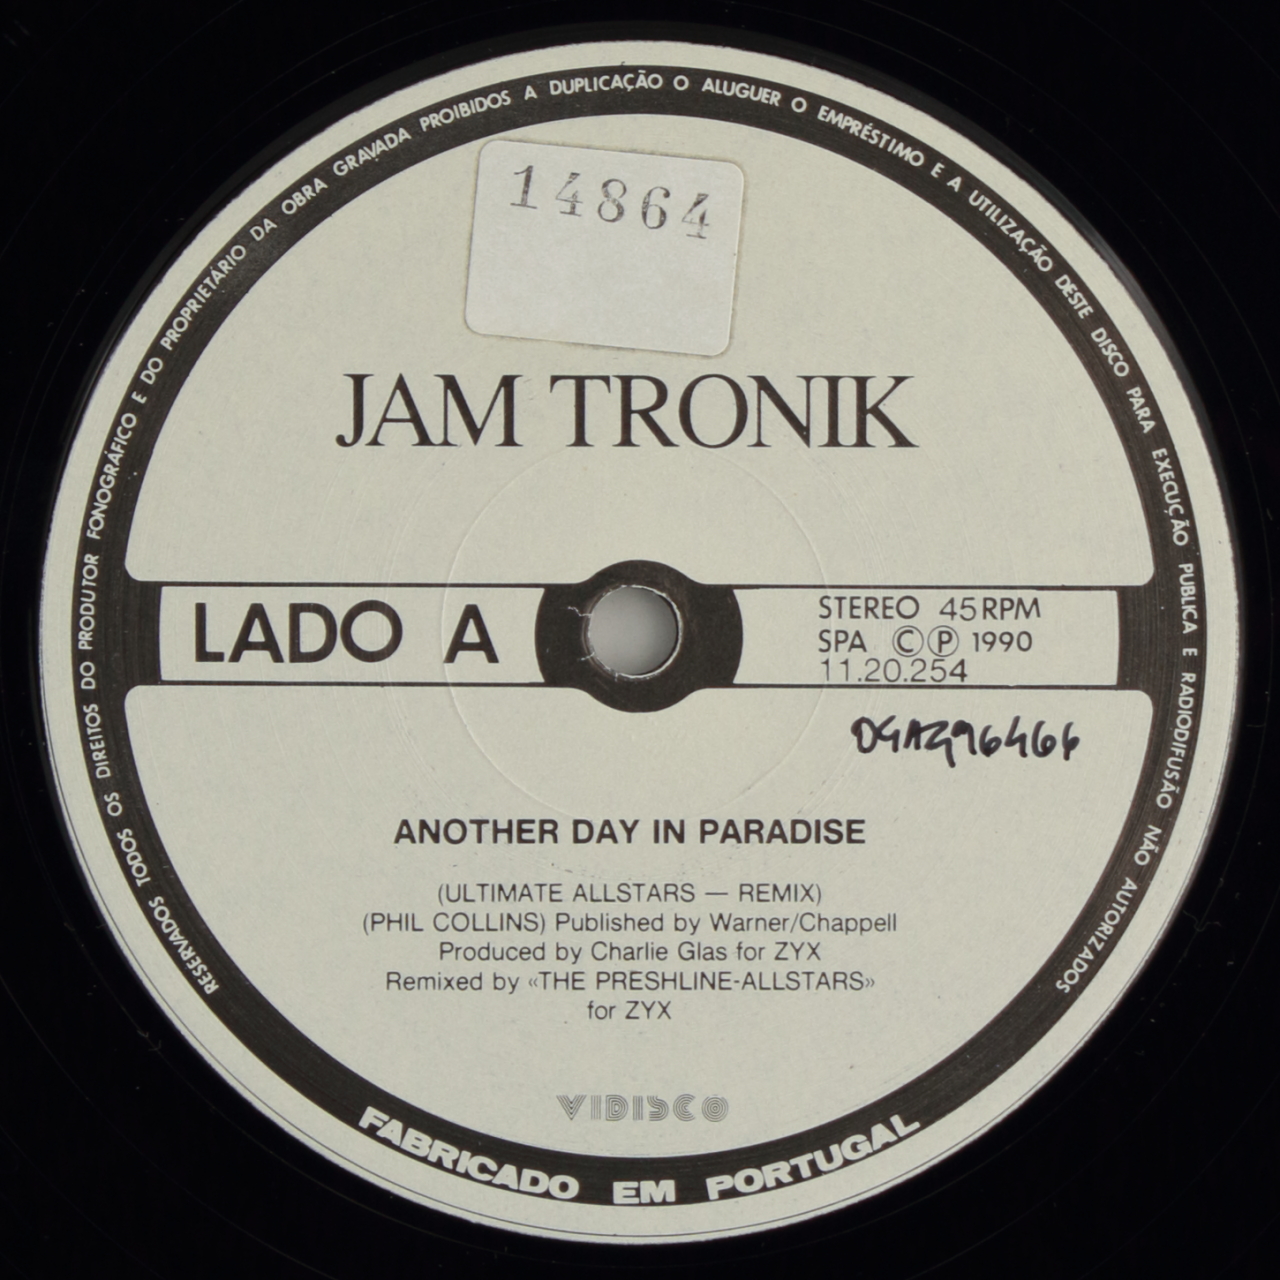 RESERVADOS TODOS OS DIREITOS DO PRODUTOR FONOGRÁFICO E DO PROPRIETÁRIO DA OBRA GRAVADA PROIBIDOS A DUPLICAÇÃO O ALUGUER O EMPRÉSTIMO E A UTILIZAÇÃO DESTE DISCO PARA EXECUÇÃO PUBLICA E RADIODIFUSÃO NÃO AUTORIZADOS
14864
JAM TRONIK
LADO A
STEREO 45 RPM
SPA Ⓒ Ⓟ 1990
11.20.254
ANOTHER DAY IN PARADISE
(ULTIMATE ALLSTARS — REMIX)
(PHIL COLLINS) Published by Warner/Chappell
Produced by Charlie Glas for ZYX
Remixed by «THE PRESHLINE-ALLSTARS»
for ZYX
VIDISCO
FABRICADO EM PORTUGAL